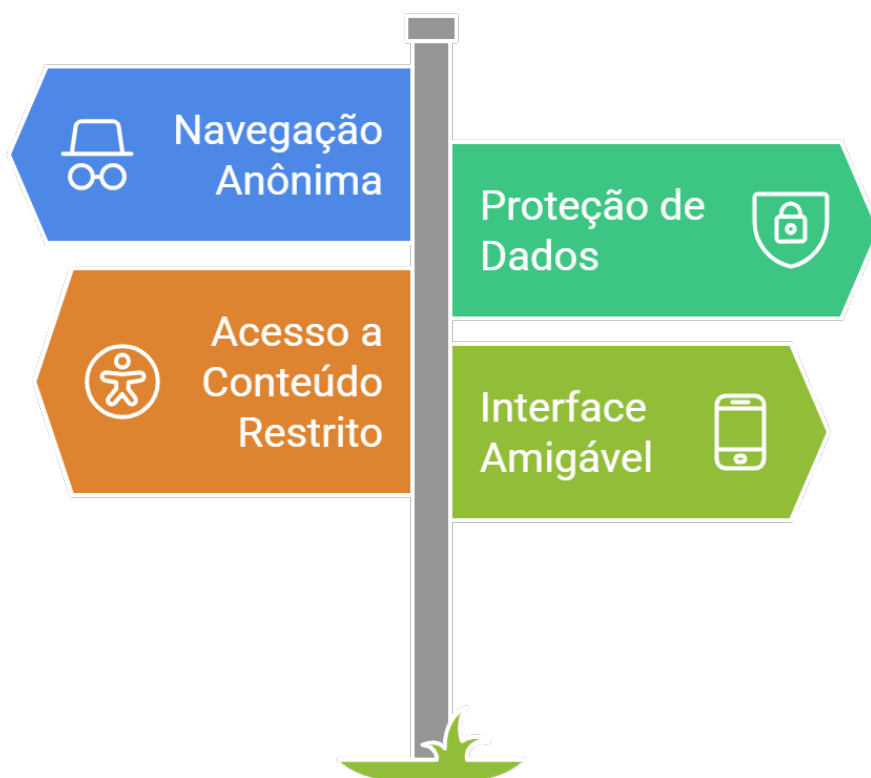 Navegação
Anônima
Proteção de
Dados
Acesso a
Conteúdo
Restrito
Interface
Amigável